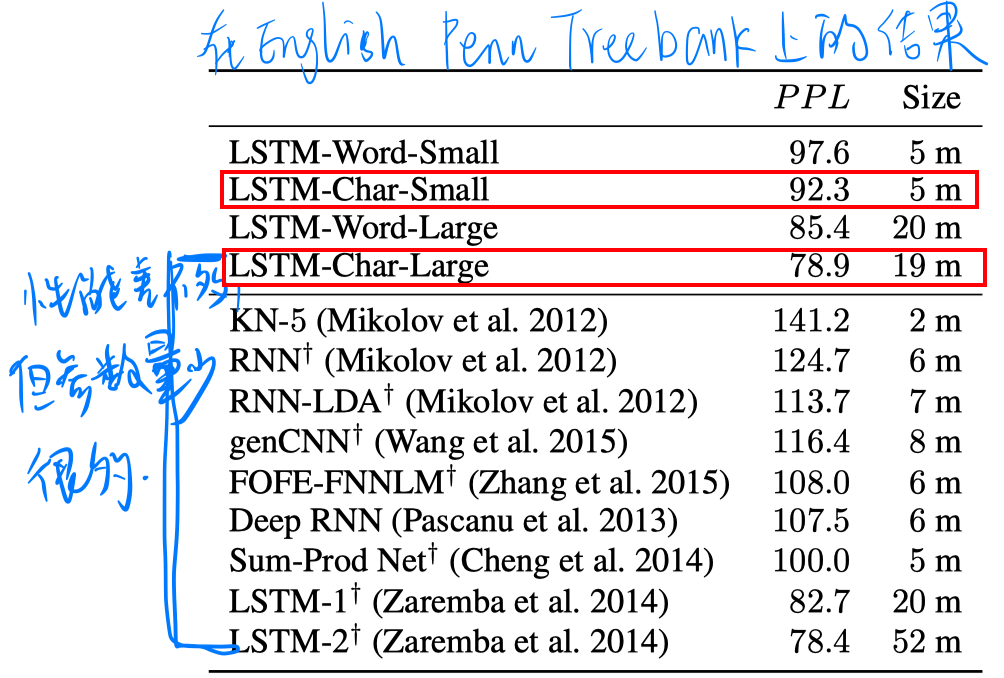 在English Penn Treebank上的结果
PPL Size
LSTM-Word-Small 97.6 5 m
LSTM-Char-Small 92.3 5 m
LSTM-Word-Large 85.4 20 m
LSTM-Char-Large 78.9 19 m
性能差不多,
但参数量少
很多.
KN-5 (Mikolov et al. 2012) 141.2 2 m
RNN† (Mikolov et al. 2012) 124.7 6 m
RNN-LDA† (Mikolov et al. 2012) 113.7 7 m
genCNN† (Wang et al. 2015) 116.4 8 m
FOFE-FNNLM† (Zhang et al. 2015) 108.0 6 m
Deep RNN (Pascanu et al. 2013) 107.5 6 m
Sum-Prod Net† (Cheng et al. 2014) 100.0 5 m
LSTM-1† (Zaremba et al. 2014) 82.7 20 m
LSTM-2† (Zaremba et al. 2014) 78.4 52 m